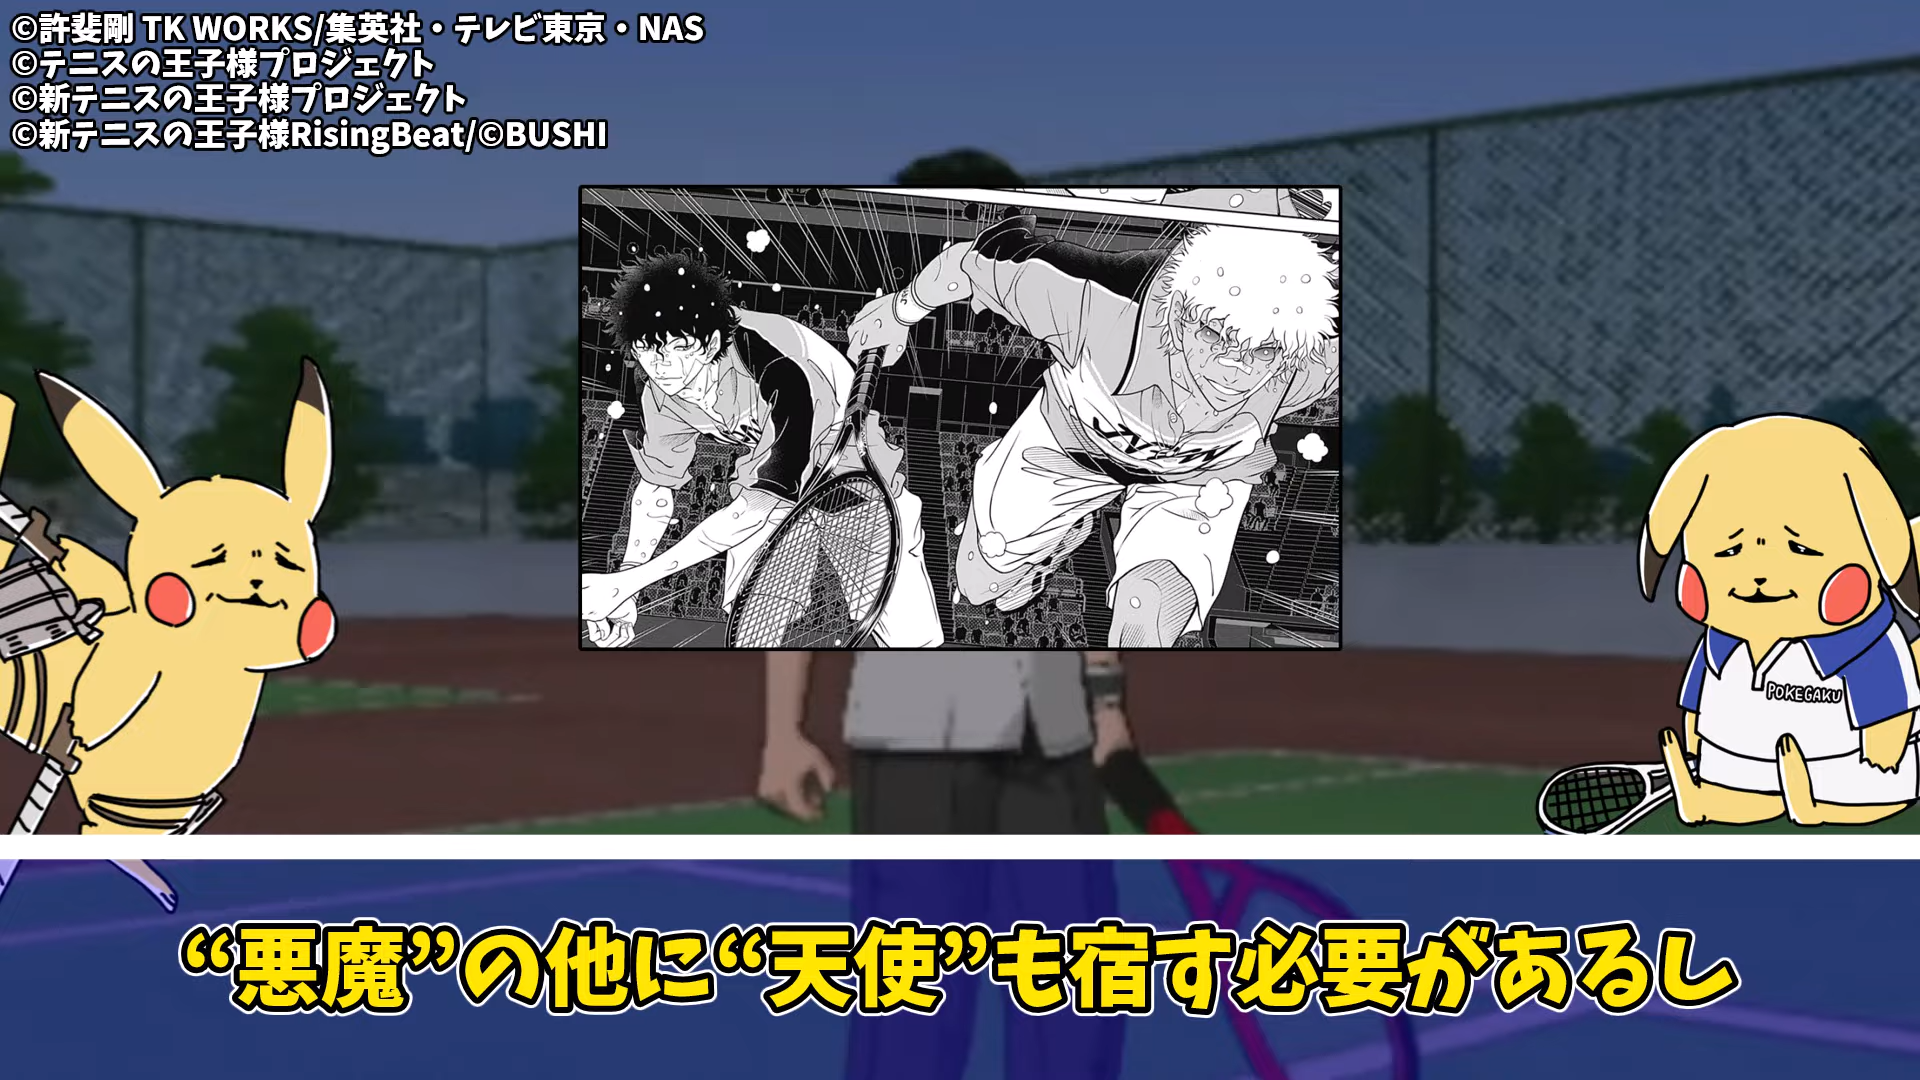 ©許斐剛 TK WORKS/集英社・テレビ東京・NAS
©テニスの王子様プロジェクト
©新テニスの王子様プロジェクト
©新テニスの王子様RisingBeat/©BUSHI
POKEGAKU
“悪魔”の他に“天使”も宿す必要があるし